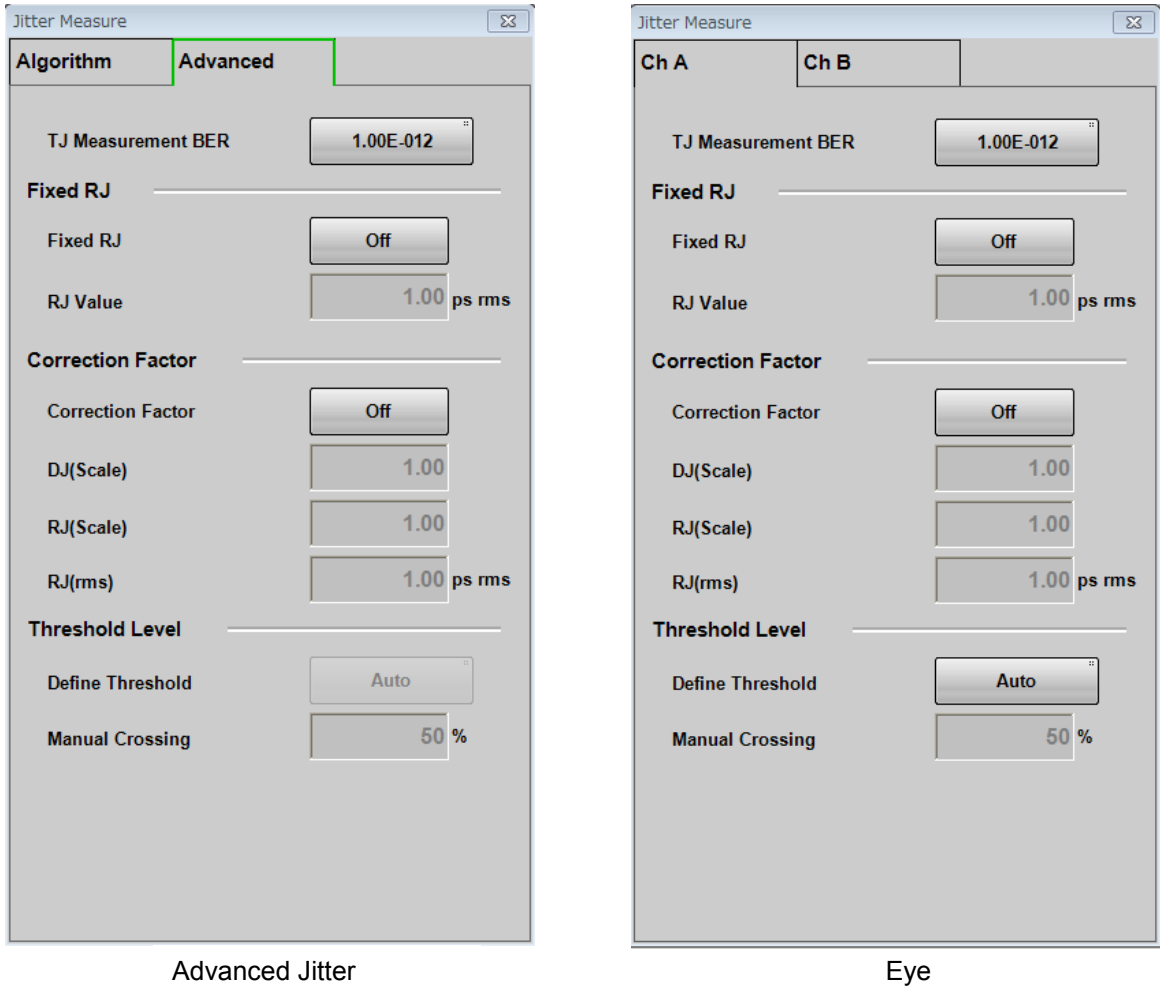 Jitter Measure
Algorithm Advanced
TJ Measurement BER 1.00E-012
Fixed RJ
Fixed RJ Off
RJ Value 1.00 ps rms
Correction Factor
Correction Factor Off
DJ(Scale) 1.00
RJ(Scale) 1.00
RJ(rms) 1.00 ps rms
Threshold Level
Define Threshold Auto
Manual Crossing 50 %
Advanced Jitter
Jitter Measure
Ch A Ch B
TJ Measurement BER 1.00E-012
Fixed RJ
Fixed RJ Off
RJ Value 1.00 ps rms
Correction Factor
Correction Factor Off
DJ(Scale) 1.00
RJ(Scale) 1.00
RJ(rms) 1.00 ps rms
Threshold Level
Define Threshold Auto
Manual Crossing 50 %
Eye